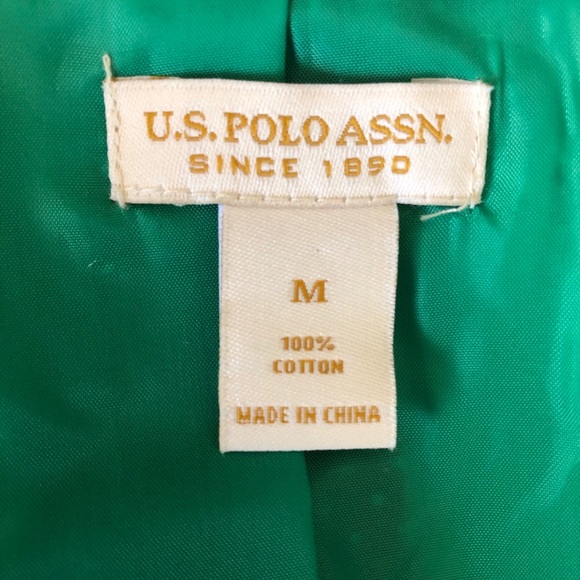 U.S. POLO ASSN.
SINCE 1890
M
100%
COTTON
MADE IN CHINA